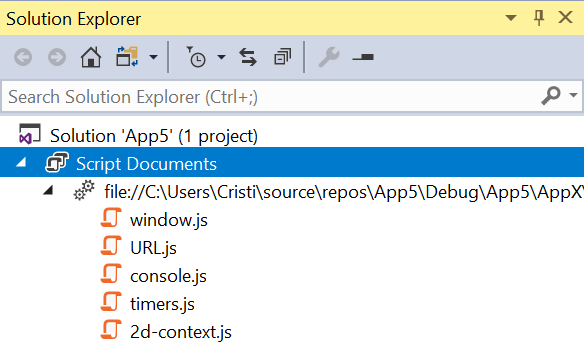 Solution Explorer
Search Solution Explorer (Ctrl+;)
Solution 'App5' (1 project)
Script Documents
file://C:\Users\Cristi\source\repos\App5\Debug\App5\AppX\
window.js
URL.js
console.js
timers.js
2d-context.js